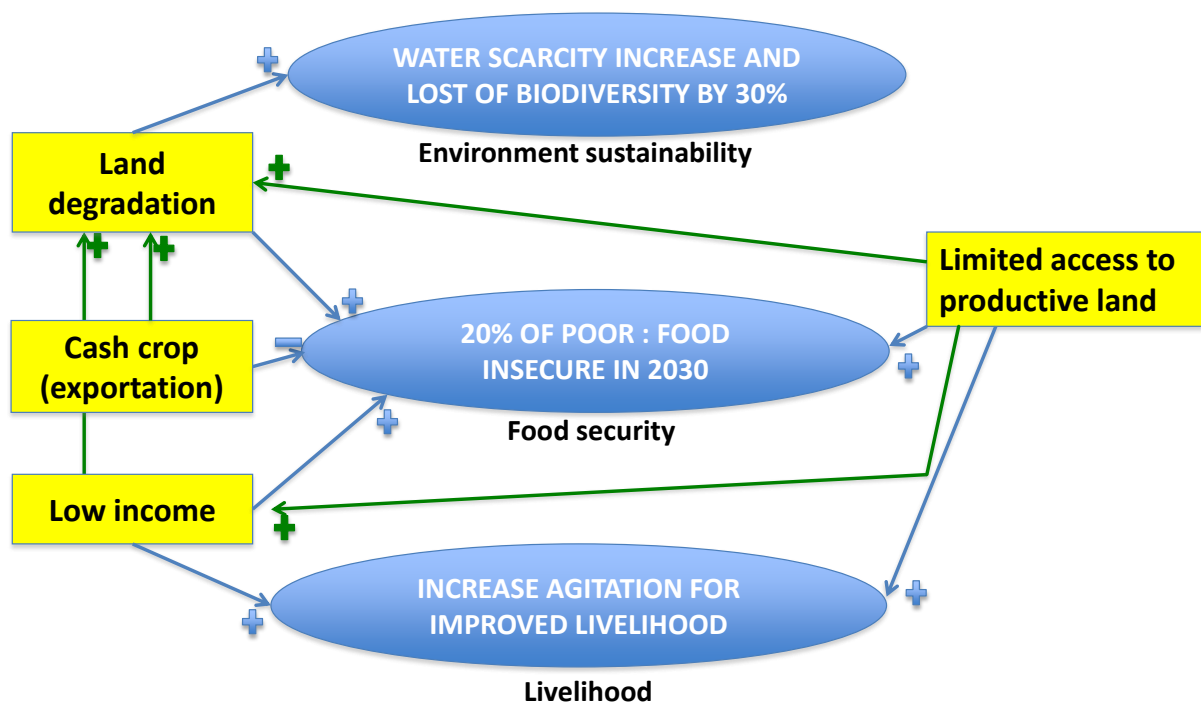 WATER SCARCITY INCREASE AND
LOST OF BIODIVERSITY BY 30%
Environment sustainability
Land
degradation
Limited access to
productive land
Cash crop
(exportation)
20% OF POOR : FOOD
INSECURE IN 2030
Food security
Low income
INCREASE AGITATION FOR
IMPROVED LIVELIHOOD
Livelihood